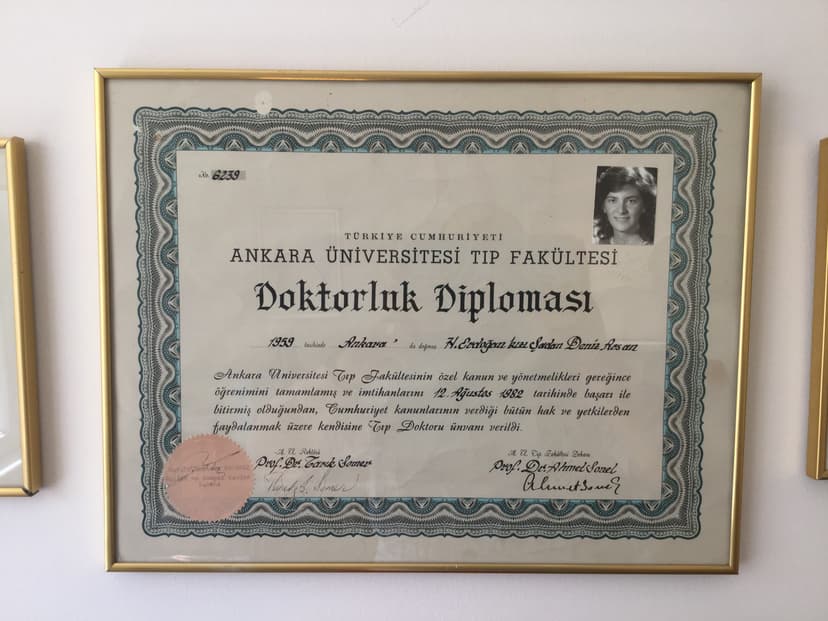 No. 6239
TÜRKİYE CUMHURİYETİ
ANKARA ÜNİVERSİTESİ TIP FAKÜLTESİ
Doktorluk Diploması
1959 tarihinde Ankara' da doğmuş H. Erdoğan kızı Şadan Deniz Arsan
Ankara Üniversitesi Tıp Fakültesinin özel kanun ve yönetmelikleri gereğince
öğrenimini tamamlamış ve imtihanlarını 12 Ağustos 1982 tarihinde başarı ile
bitirmiş olduğundan, Cumhuriyet kanunlarının verdiği bütün hak ve yetkilerden
faydalanmak üzere kendisine Tıp Doktoru ünvanı verildi.
A. Ü. Rektörü
Prof. Dr. Tarık Somer
A. Ü. Tıp Fakültesi Dekanı
Prof. Dr. Ahmet Sonel